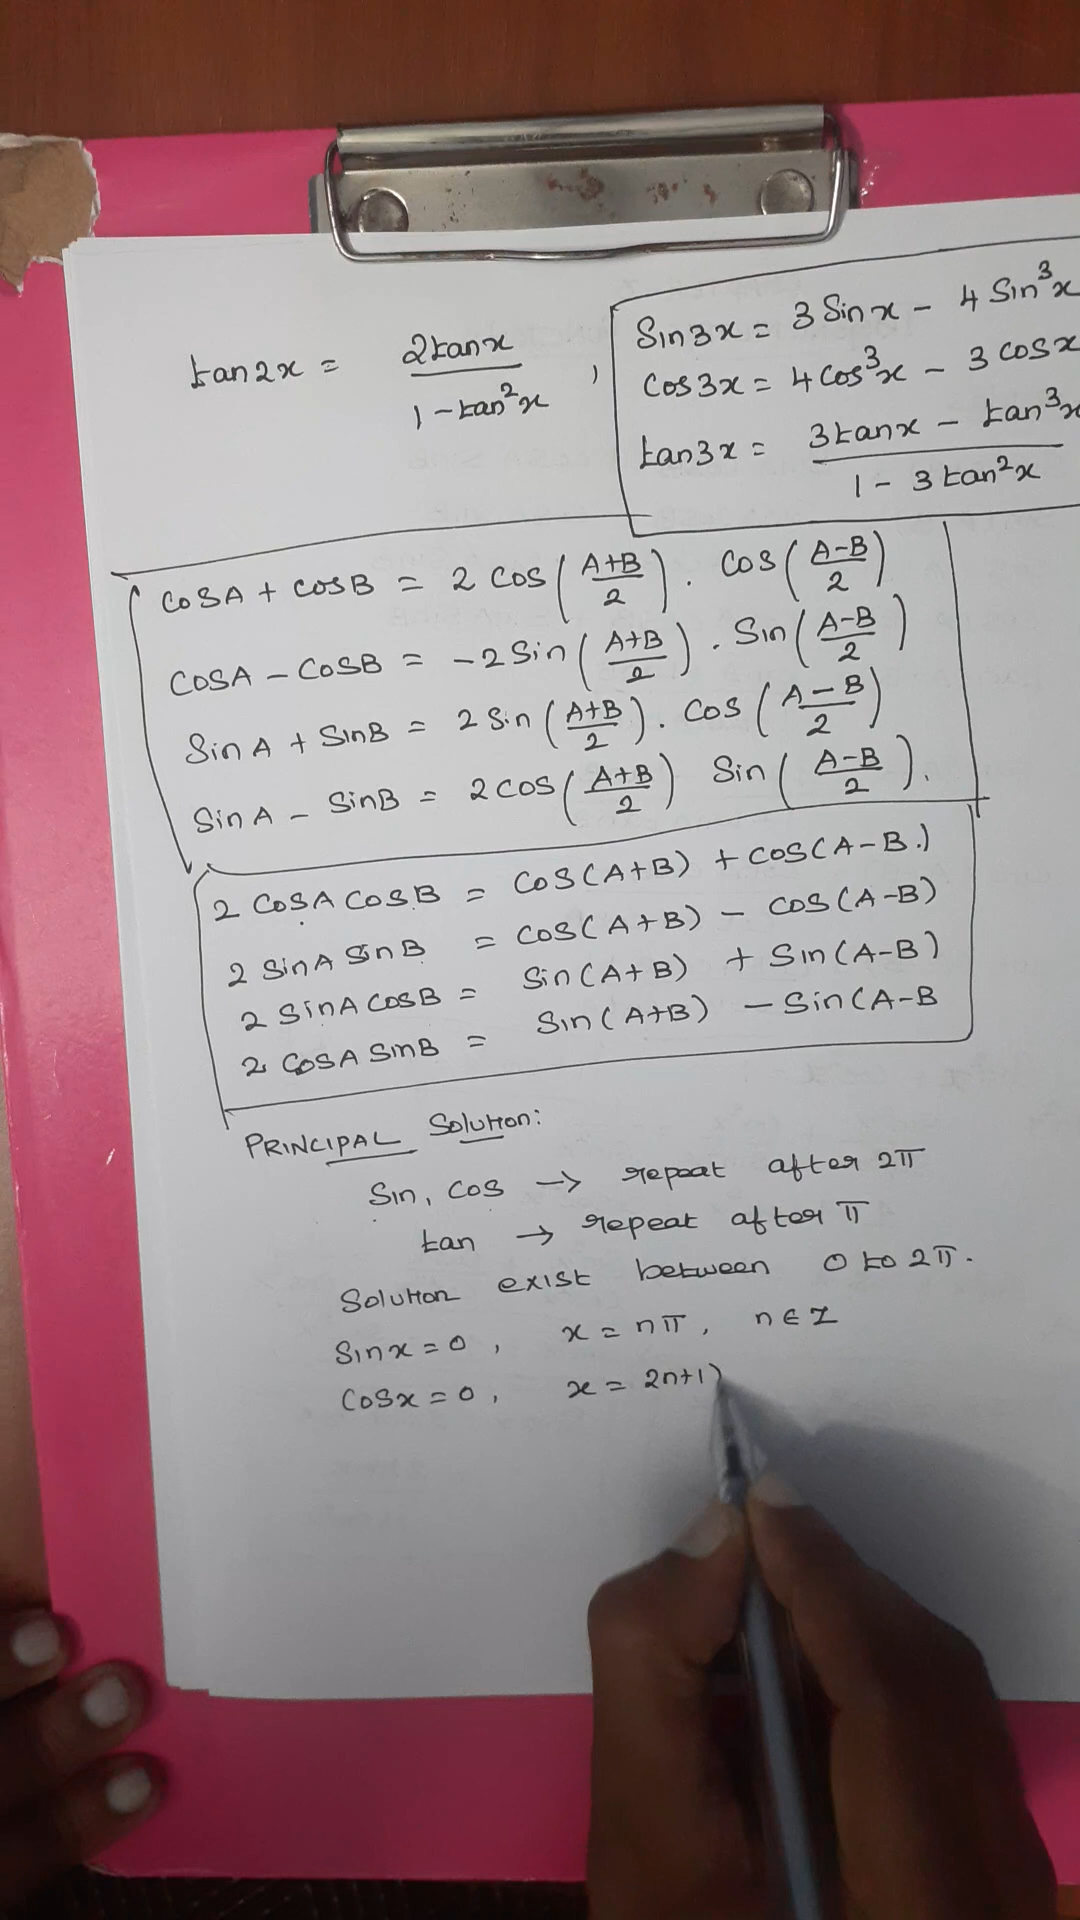 tan2x = 2tanx / 1-tan²x ,
Sin3x = 3 Sinx - 4 Sin³x
Cos3x = 4 Cos³x - 3 cosx
tan3x = 3tanx - tan³x / 1 - 3 tan²x
CosA + cosB = 2 Cos (A+B/2) . Cos (A-B/2)
CosA - CosB = -2 Sin (A+B/2) . Sin (A-B/2)
Sin A + SinB = 2 Sin (A+B/2) . Cos (A-B/2)
Sin A - SinB = 2 Cos (A+B/2) Sin (A-B/2).
2 CosA CosB = Cos(A+B) + Cos(A-B.)
2 SinA SinB = Cos(A+B) - Cos(A-B)
2 SinA CosB = Sin(A+B) + Sin(A-B)
2 CosA SinB = Sin(A+B) - Sin(A-B
PRINCIPAL Solution:
Sin, Cos → repeat after 2π
tan → repeat after π
Solution exist between 0 to 2π.
Sinx = 0 , x = nπ, n∈Z
Cosx = 0 , x = 2n+1)